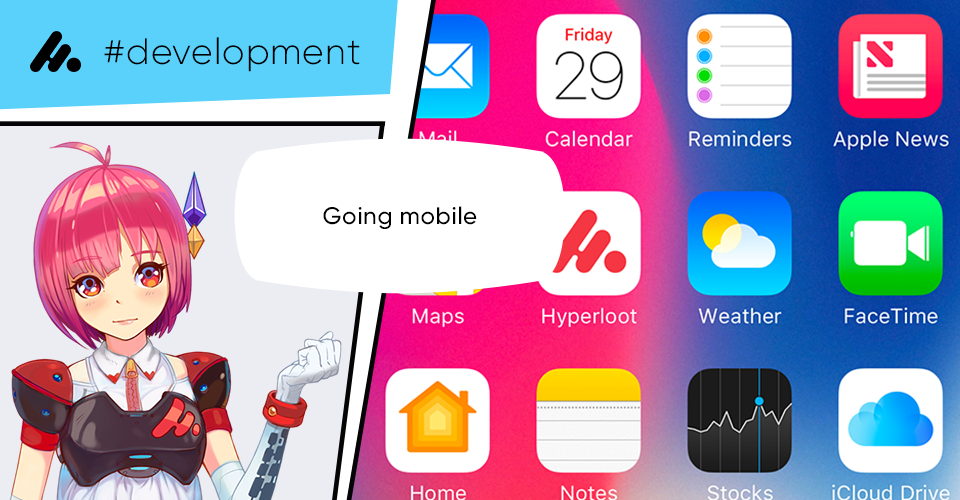 #development
Going mobile
Friday
29
Mail
Calendar
Reminders
Apple News
Maps
Hyperloot
Weather
FaceTime
Home
Notes
Stocks
iCloud Drive